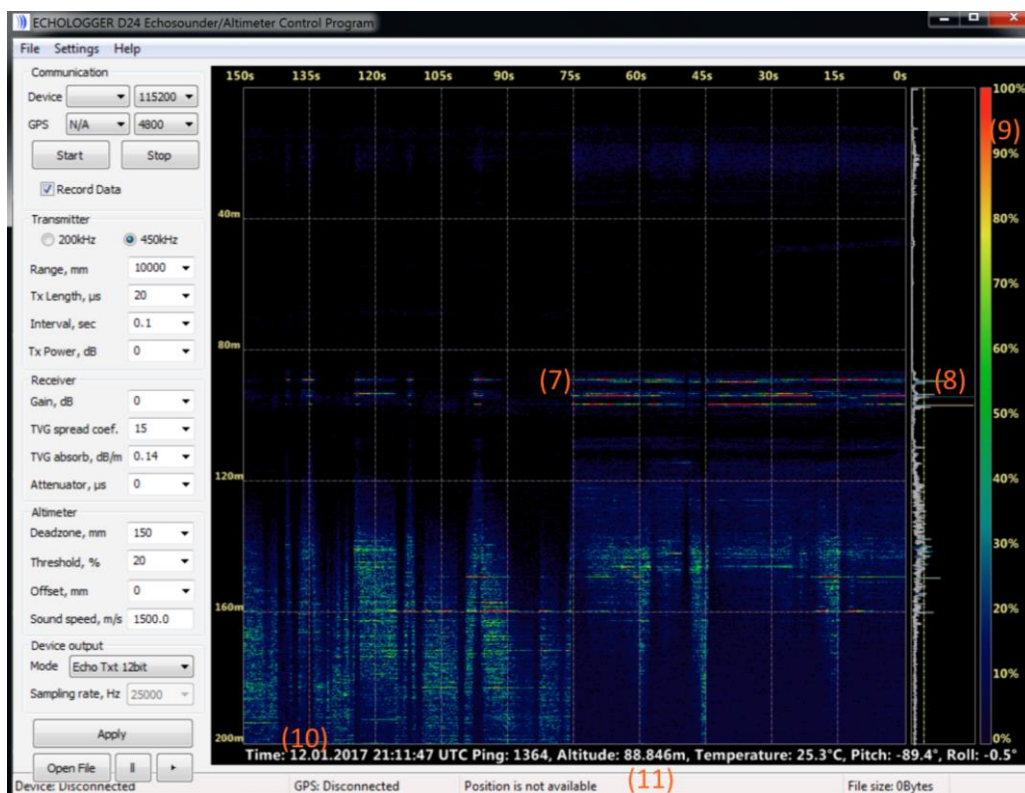 ECHOLOGGER D24 Echosounder/Altimeter Control Program
File Settings Help
Communication
Device 115200
GPS N/A 4800
Start Stop
Record Data
Transmitter
200kHz 450kHz
Range, mm 10000
Tx Length, µs 20
Interval, sec 0.1
Tx Power, dB 0
Receiver
Gain, dB 0
TVG spread coef. 15
TVG absorb, dB/m 0.14
Attenuator, µs 0
Altimeter
Deadzone, mm 150
Threshold, % 20
Offset, mm 0
Sound speed, m/s 1500.0
Device output
Mode Echo Txt 12bit
Sampling rate, Hz 25000
Apply
Open File
150s 135s 120s 105s 90s 75s 60s 45s 30s 15s 0s
40m
80m
120m
160m
200m
100%
(9)
90%
80%
70%
60%
(7) (8)
50%
40%
30%
20%
10%
0%
(10)
Time: 12.01.2017 21:11:47 UTC Ping: 1364, Altitude: 88.846m, Temperature: 25.3°C, Pitch: -89.4°, Roll: -0.5°
Device: Disconnected GPS: Disconnected Position is not available (11) File size: 0Bytes